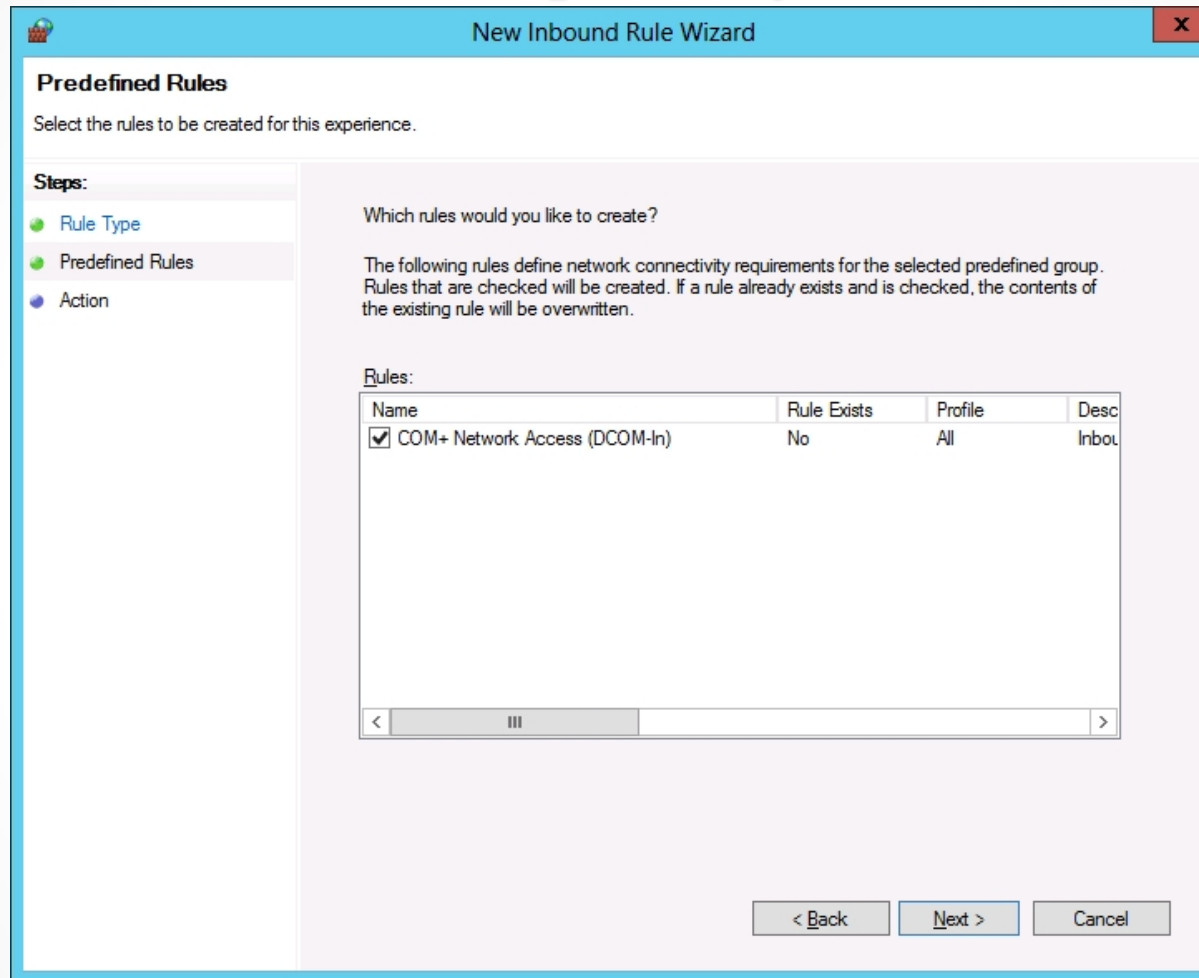 New Inbound Rule Wizard
x
Predefined Rules
Select the rules to be created for this experience.
Steps:
Rule Type
Predefined Rules
Action
Which rules would you like to create?
The following rules define network connectivity requirements for the selected predefined group.
Rules that are checked will be created. If a rule already exists and is checked, the contents of
the existing rule will be overwritten.
Rules:
Name Rule Exists Profile Desc
COM+ Network Access (DCOM-In) No All Inbou
< Back Next > Cancel